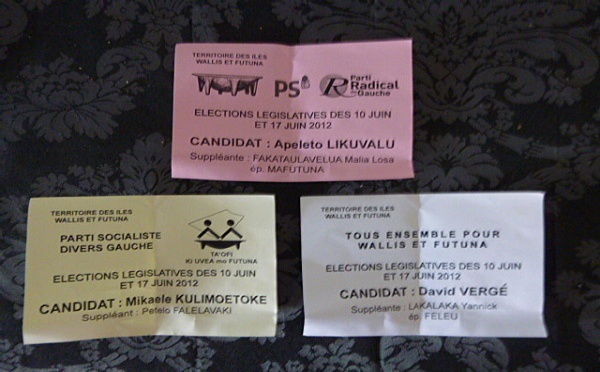 TERRITOIRE DES ILES
WALLIS ET FUTUNA
PS
Parti
Radical
de Gauche
ELECTIONS LEGISLATIVES DES 10 JUIN
ET 17 JUIN 2012
CANDIDAT : Apeleto LIKUVALU
Suppléante : FAKATAULAVELUA Malia Losa
ép. MAFUTUNA
TERRITOIRE DES ILES
WALLIS ET FUTUNA
PARTI SOCIALISTE
DIVERS GAUCHE
TA'OFI
KI UVEA mo FUTUNA
ELECTIONS LEGISLATIVES DES 10 JUIN
ET 17 JUIN 2012
CANDIDAT : Mikaele KULIMOETOKE
Suppléant : Petelo FALELAVAKI
TERRITOIRE DES ILES
WALLIS ET FUTUNA
TOUS ENSEMBLE POUR
WALLIS ET FUTUNA
ELECTIONS LEGISLATIVES DES 10 JUIN
ET 17 JUIN 2012
CANDIDAT : David VERGÉ
Suppléante : LAKALAKA Yannick
ép. FELEU